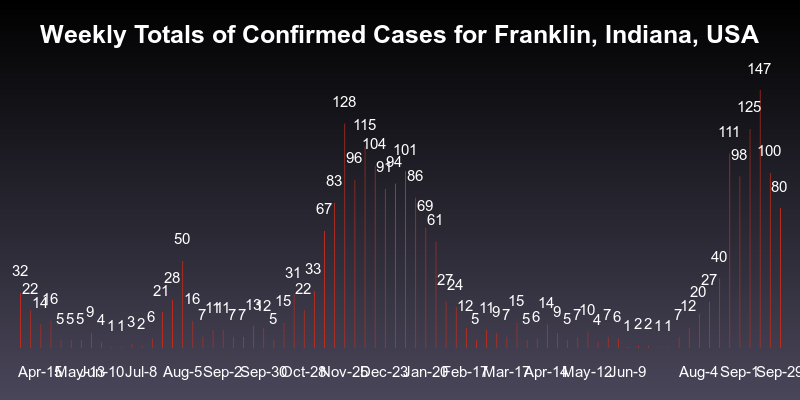 Weekly Totals of Confirmed Cases for Franklin, Indiana, USA
32 22 14 16 5 5 5 9 4 1 1 3 2 6 21 28 50 16 7 11 11 7 7 13 12 5 15 31 22 33 67 83 128 96 115 104 91 94 101 86 69 61 27 24 12 5 11 9 7 15 5 6 14 9 5 7 10 4 7 6 1 2 2 1 1 7 12 20 27 40 111 98 125 147 100 80
Apr-15 May-13 Jun-10 Jul-8 Aug-5 Sep-2 Sep-30 Oct-28 Nov-25 Dec-23 Jan-20 Feb-17 Mar-17 Apr-14 May-12 Jun-9 Aug-4 Sep-1 Sep-29